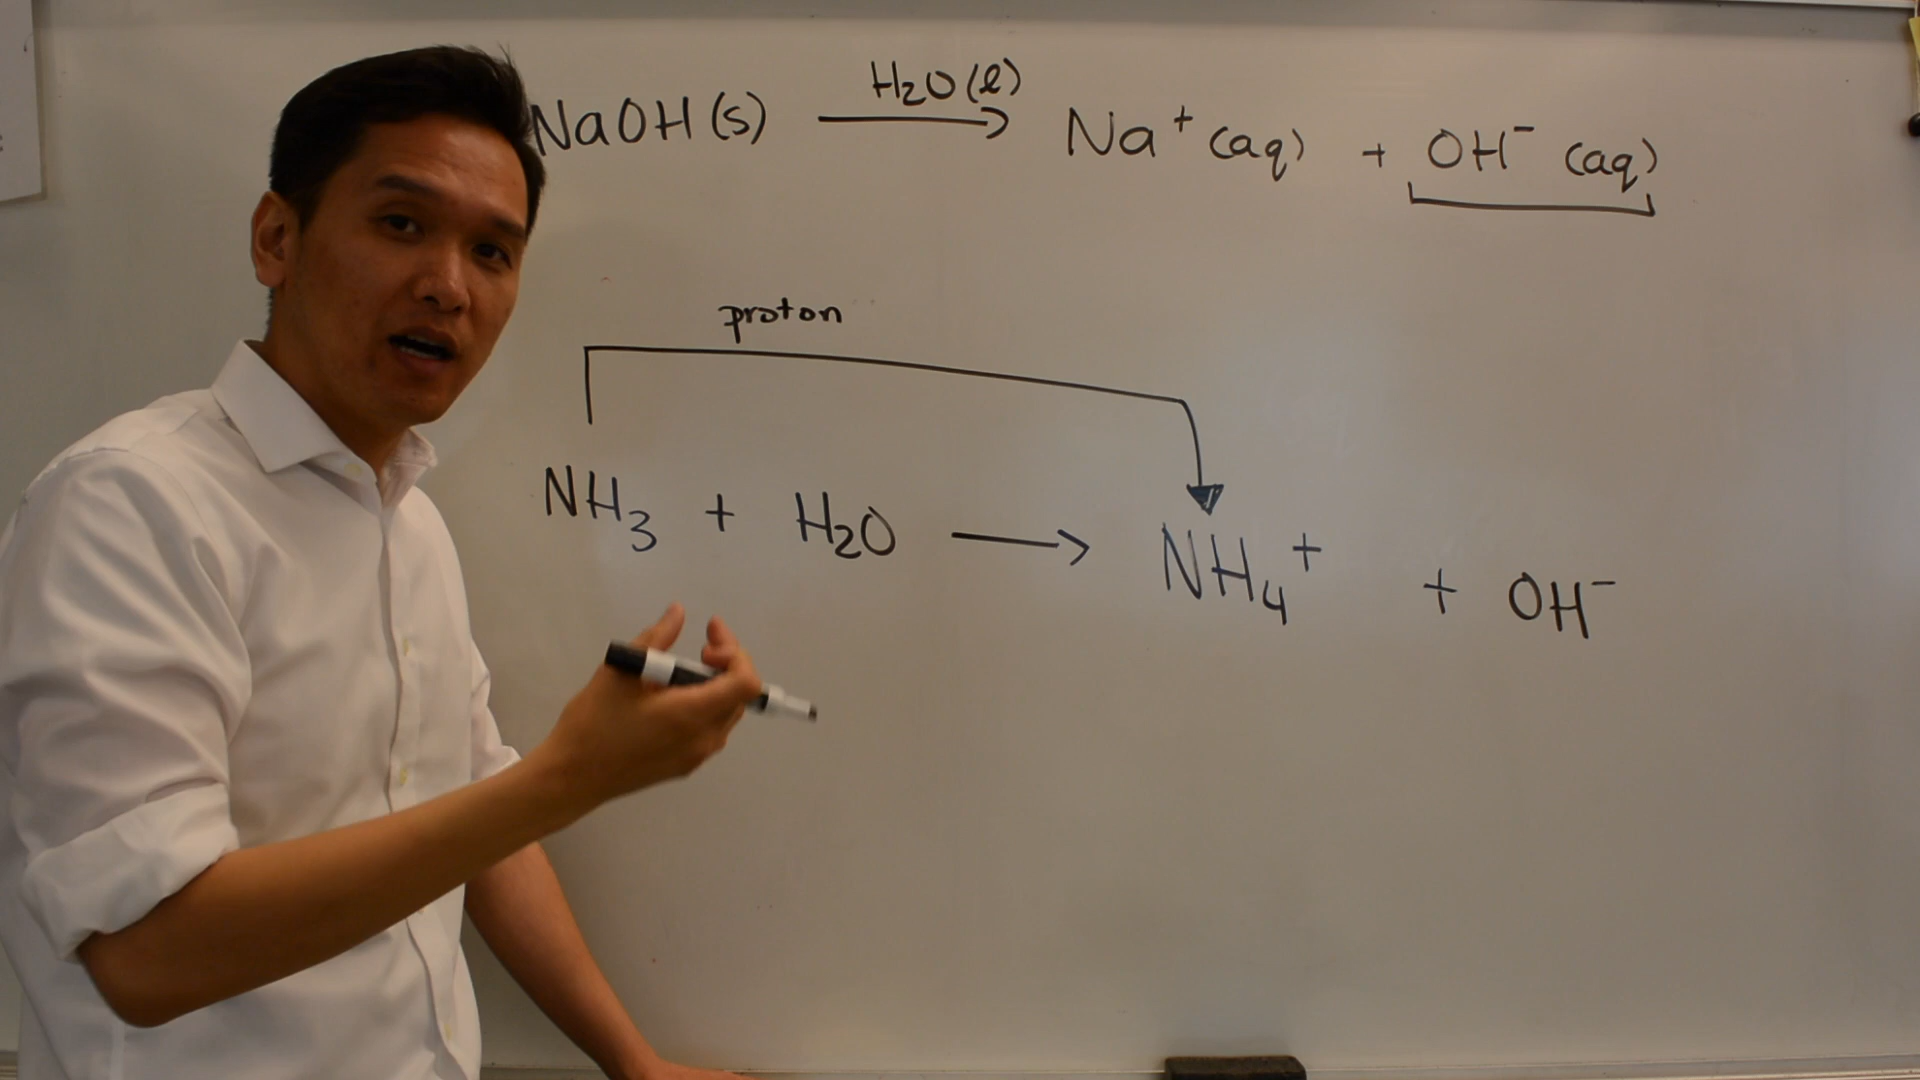 H₂O(l)
NaOH(s) → Na⁺(aq) + OH⁻(aq)
proton
NH₃ + H₂O → NH₄⁺ + OH⁻